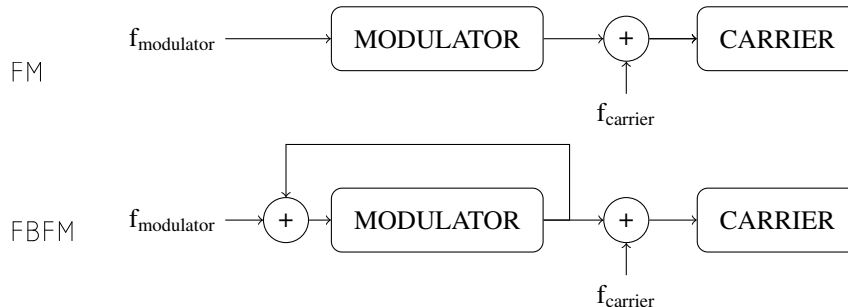 f_modulator MODULATOR + CARRIER
FM
f_carrier
f_modulator + MODULATOR + CARRIER
FBFM
f_carrier